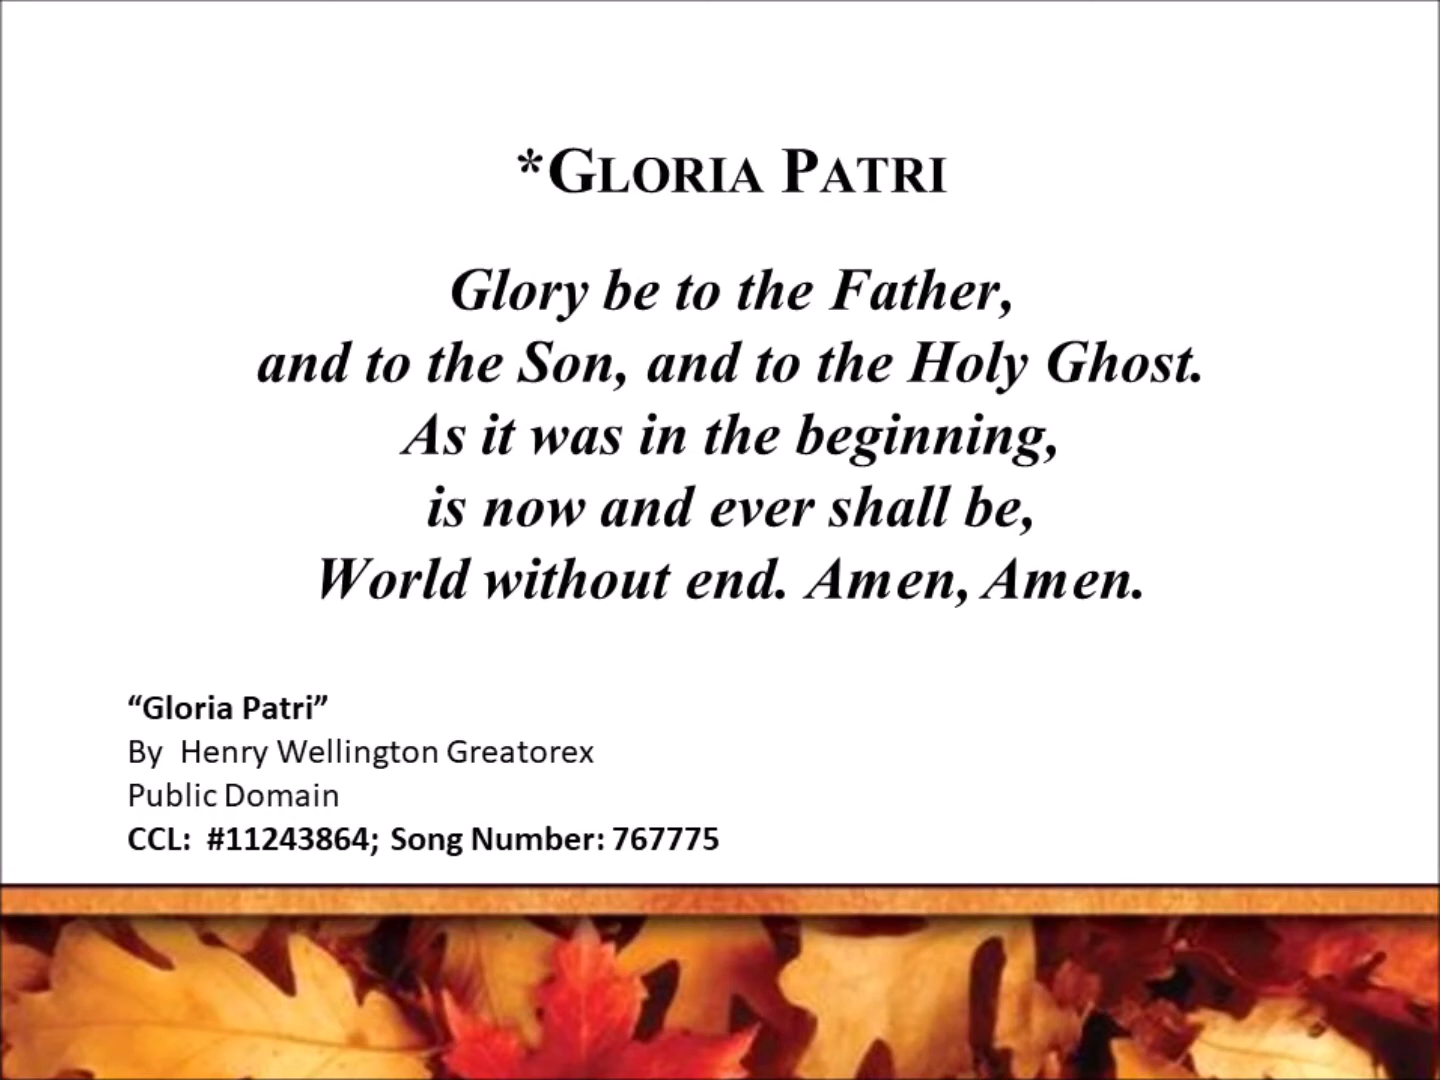 *GLORIA PATRI
Glory be to the Father,
and to the Son, and to the Holy Ghost.
As it was in the beginning,
is now and ever shall be,
World without end. Amen, Amen.
“Gloria Patri”
By  Henry Wellington Greatorex
Public Domain
CCL:  #11243864; Song Number: 767775